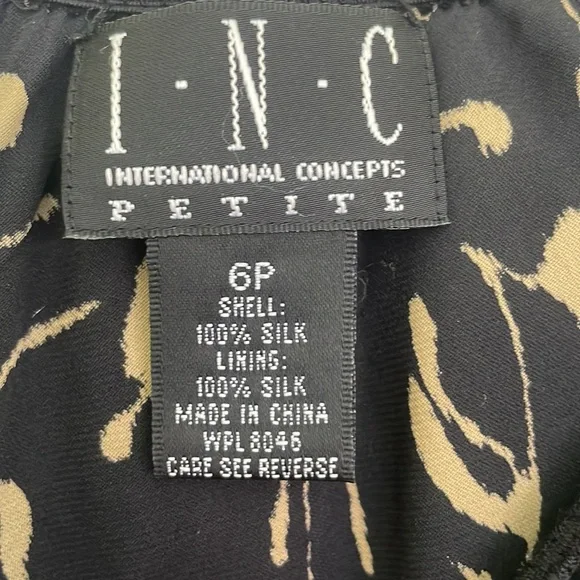 I·N·C
INTERNATIONAL CONCEPTS
PETITE
6P
SHELL:
100% SILK
LINING:
100% SILK
MADE IN CHINA
WPL 8046
CARE SEE REVERSE